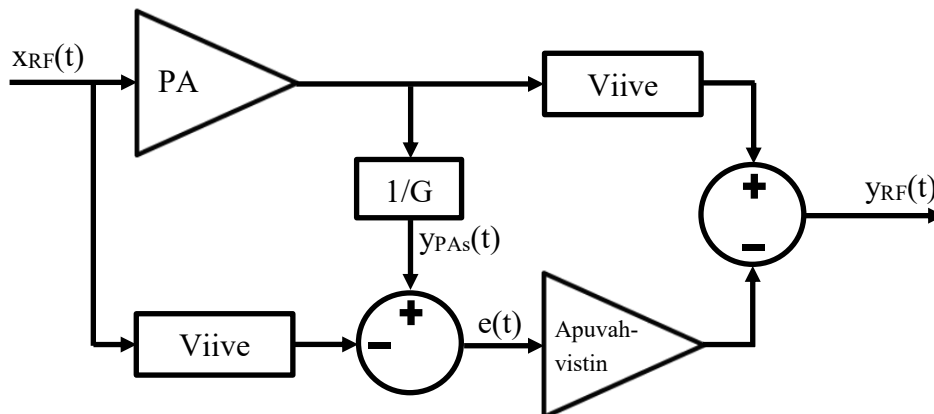 xRF(t)
PA
Viive
1/G
+
−
yRF(t)
yPAs(t)
+
−
Viive
e(t)
Apuvah-
vistin